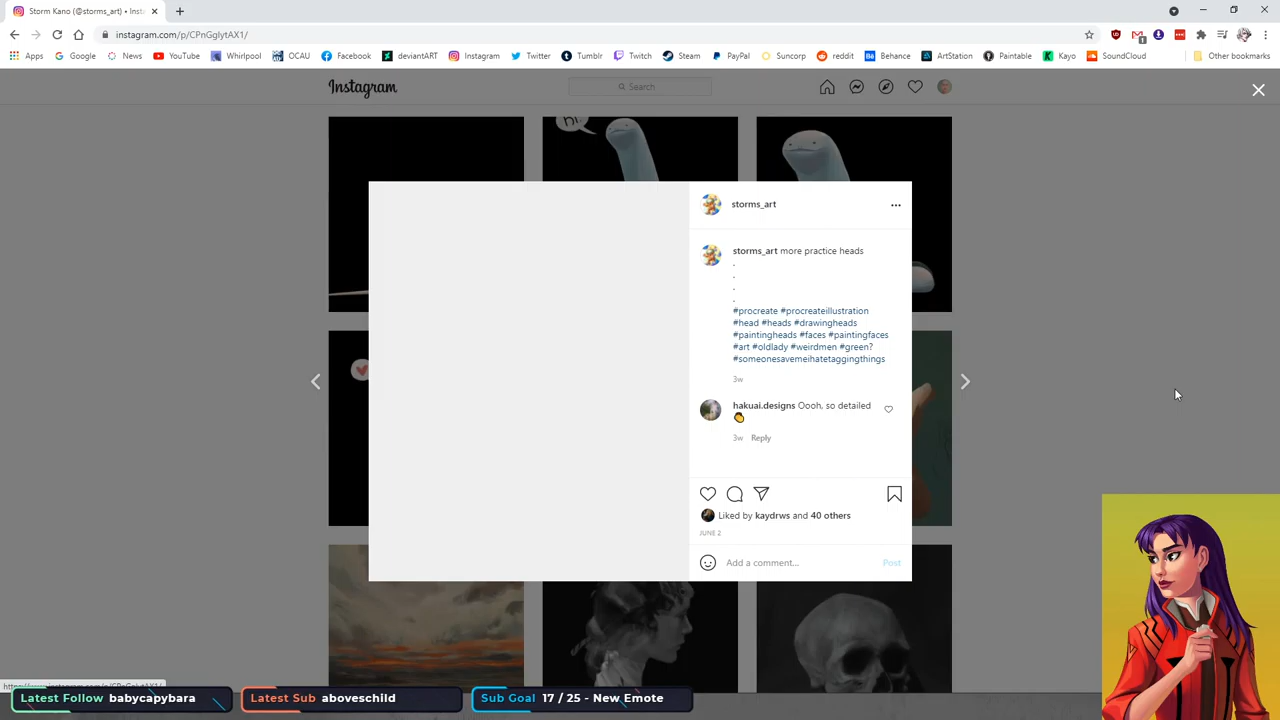 Storm Kano (@storms_art) • Inst
instagram.com/p/CPnGglytAX1/
Apps Google News YouTube Whirlpool OCAU Facebook deviantART Instagram Twitter Tumblr Twitch Steam PayPal Suncorp reddit Behance ArtStation Paintable Kayo SoundCloud Other bookmarks
Instagram
Search
hi.
storms_art
storms_art more practice heads
.
.
.
.
#procreate #procreateillustration
#head #heads #drawingheads
#paintingheads #faces #paintingfaces
#art #oldlady #weirdmen #green?
#someonesavemeihatetaggingthings
3w
hakuai.designs Oooh, so detailed
3w Reply
Liked by kaydrws and 40 others
JUNE 2
Add a comment...
Post
Latest Follow babycapybara
Latest Sub aboveschild
Sub Goal 17 / 25 - New Emote